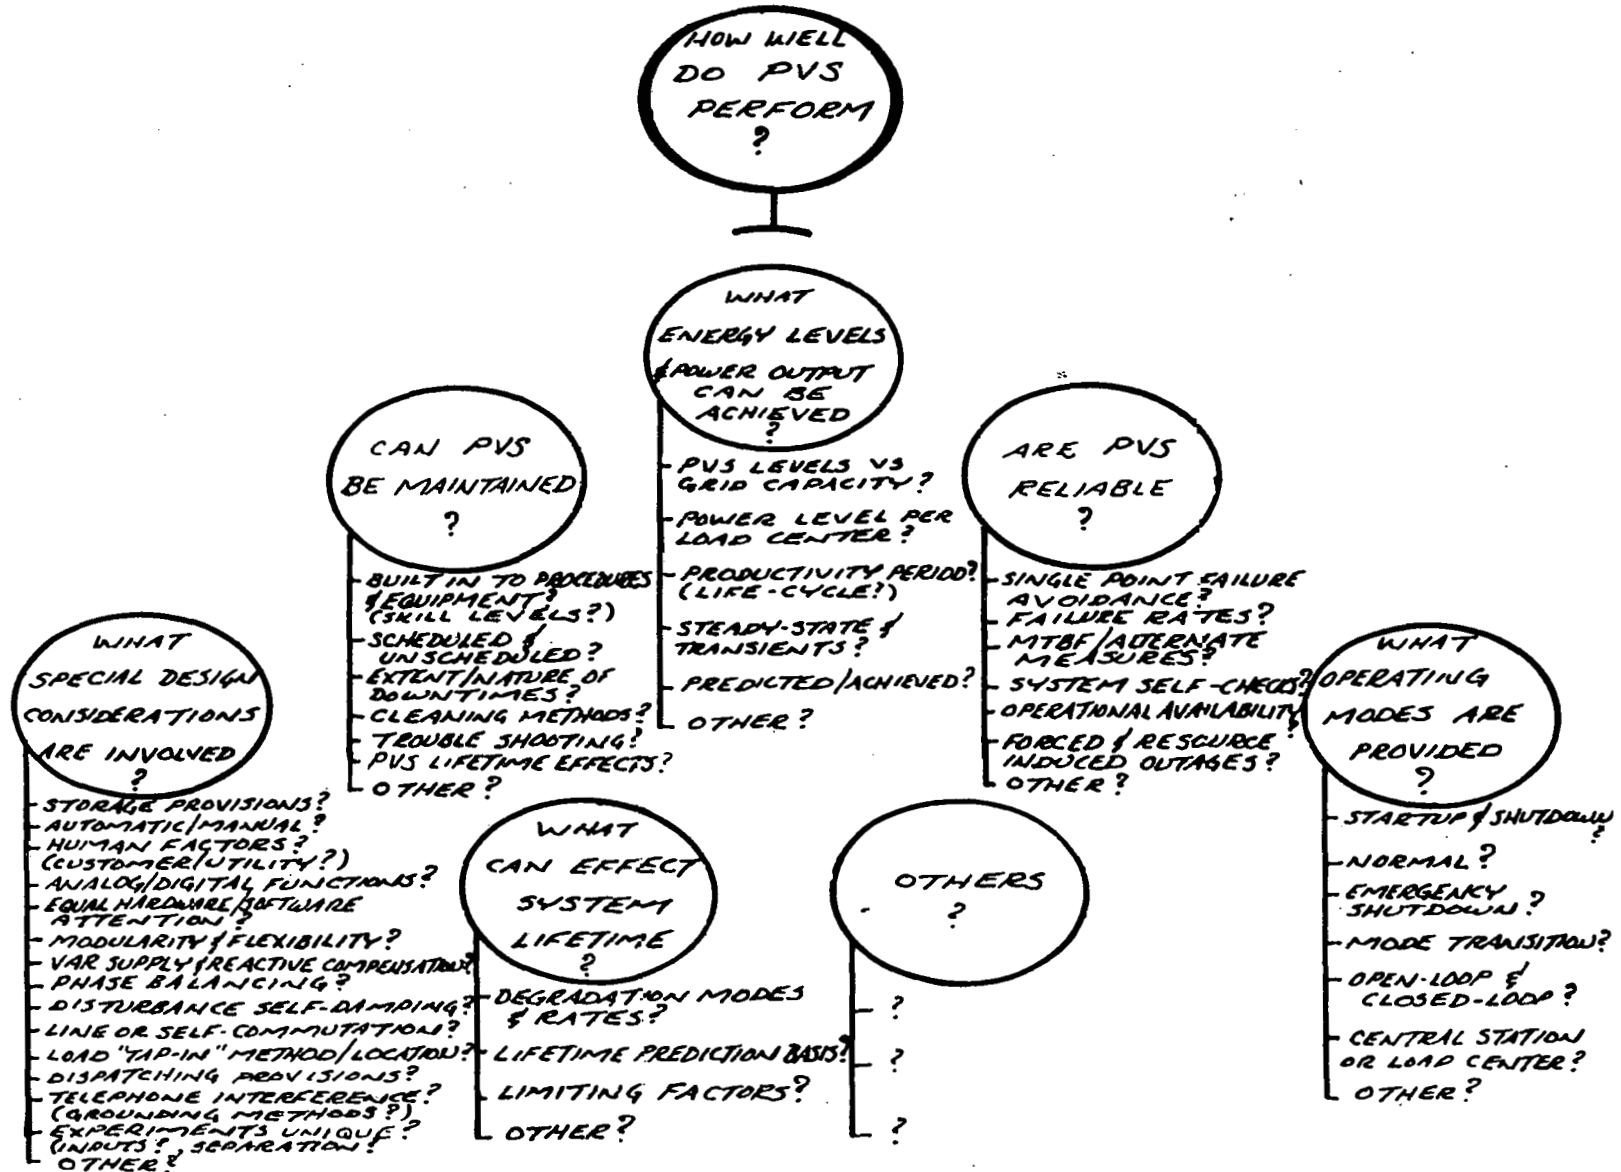 HOW WELL
DO PVS
PERFORM
?
WHAT
ENERGY LEVELS
& POWER OUTPUT
CAN BE
ACHIEVED
?
PVS LEVELS VS
GRID CAPACITY?
POWER LEVEL PER
LOAD CENTER?
PRODUCTIVITY PERIOD?
(LIFE-CYCLE?)
STEADY-STATE &
TRANSIENTS?
PREDICTED/ACHIEVED?
OTHER?
CAN PVS
BE MAINTAINED
?
BUILT IN TO PROCEDURES
& EQUIPMENT?
(SKILL LEVELS?)
SCHEDULED &
UNSCHEDULED?
EXTENT/NATURE OF
DOWNTIMES?
CLEANING METHODS?
TROUBLE SHOOTING?
PVS LIFETIME EFFECTS?
OTHER?
ARE PVS
RELIABLE
?
SINGLE POINT FAILURE
AVOIDANCE?
FAILURE RATES?
MTBF/ALTERNATE
MEASURES?
SYSTEM SELF-CHECKS?
OPERATIONAL AVAILABILITY
?
FORCED & RESOURCE
INDUCED OUTAGES?
OTHER?
WHAT
SPECIAL DESIGN
CONSIDERATIONS
ARE INVOLVED
?
STORAGE PROVISIONS?
AUTOMATIC/MANUAL?
HUMAN FACTORS?
(CUSTOMER/UTILITY?)
ANALOG/DIGITAL FUNCTIONS?
EQUAL HARDWARE/SOFTWARE
ATTENTION?
MODULARITY & FLEXIBILITY?
VAR SUPPLY & REACTIVE COMPENSATION?
PHASE BALANCING?
DISTURBANCE SELF-DAMPING?
LINE OR SELF-COMMUTATION?
LOAD "TAP-IN" METHOD/LOCATION?
DISPATCHING PROVISIONS?
TELEPHONE INTERFERENCE?
(GROUNDING METHODS?)
EXPERIMENTS UNIQUE?
(INPUTS?, SEPARATION?
OTHER?
WHAT
CAN EFFECT
SYSTEM
LIFETIME
?
DEGRADATION MODES
& RATES?
LIFETIME PREDICTION BASIS?
LIMITING FACTORS?
OTHER?
OTHERS
?
?
?
?
WHAT
OPERATING
MODES ARE
PROVIDED
?
STARTUP & SHUTDOWN
?
NORMAL?
EMERGENCY
SHUTDOWN?
MODE TRANSITION?
OPEN-LOOP &
CLOSED-LOOP?
CENTRAL STATION
OR LOAD CENTER?
OTHER?